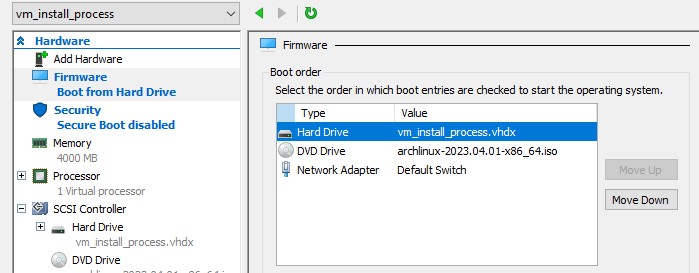 vm_install_process
Hardware
Add Hardware
Firmware
Boot from Hard Drive
Security
Secure Boot disabled
Memory
4000 MB
Processor
1 Virtual processor
SCSI Controller
Hard Drive
vm_install_process.vhdx
DVD Drive
Firmware
Boot order
Select the order in which boot entries are checked to start the operating system.
Type Value
Hard Drive vm_install_process.vhdx
DVD Drive archlinux-2023.04.01-x86_64.iso
Network Adapter Default Switch
Move Up
Move Down